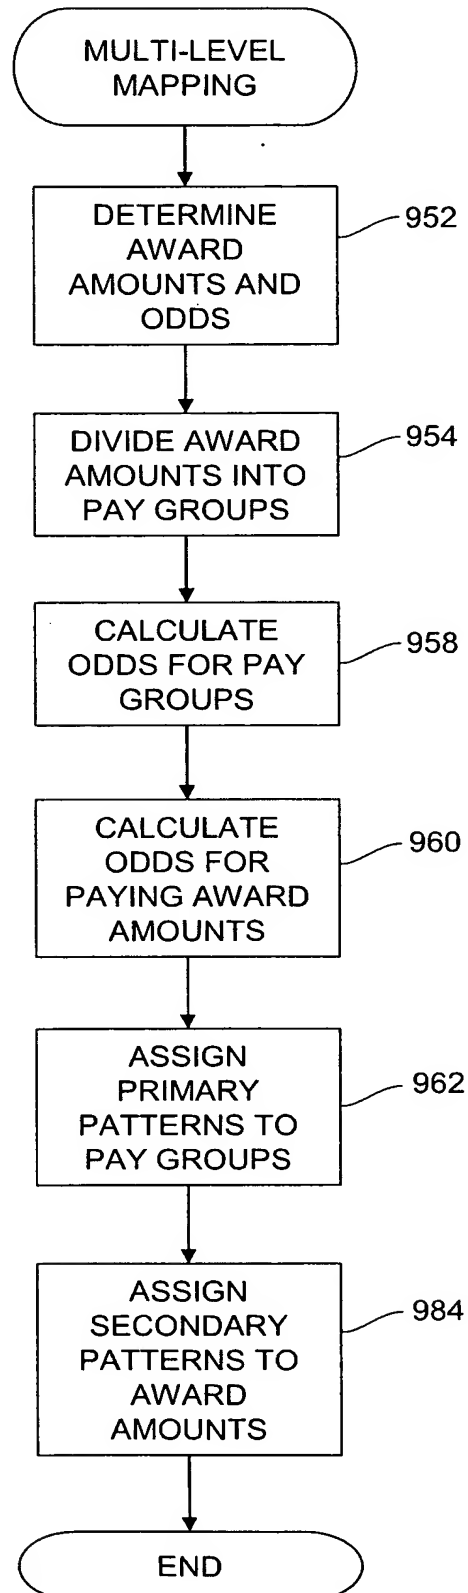 MULTI-LEVEL
MAPPING
DETERMINE
AWARD
AMOUNTS AND
ODDS
952
DIVIDE AWARD
AMOUNTS INTO
PAY GROUPS
954
CALCULATE
ODDS FOR PAY
GROUPS
958
CALCULATE
ODDS FOR
PAYING AWARD
AMOUNTS
960
ASSIGN
PRIMARY
PATTERNS TO
PAY GROUPS
962
ASSIGN
SECONDARY
PATTERNS TO
AWARD
AMOUNTS
984
END